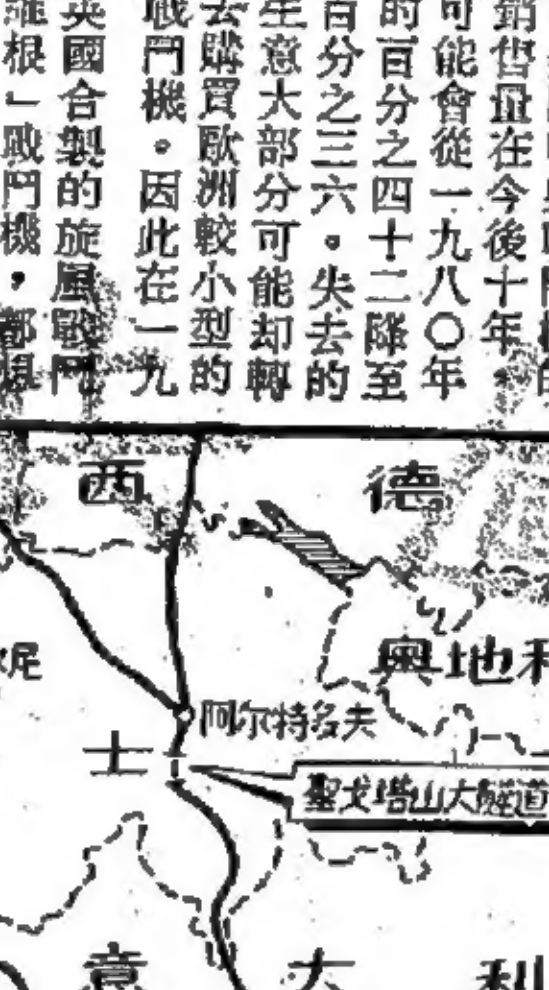 銷售量在今後十年，
可能會從一九八〇年
的百分之四十二降至
百分之三六。失去的
生意大部分可能却轉
去購買歐洲較小型的
戰鬥機。因此在一九
英國合製的旋風戰鬥
根」戰鬥機，都
西 德
尼
奥地利
阿尔特多夫
士
聖戈塔山大隧道
意 大 利